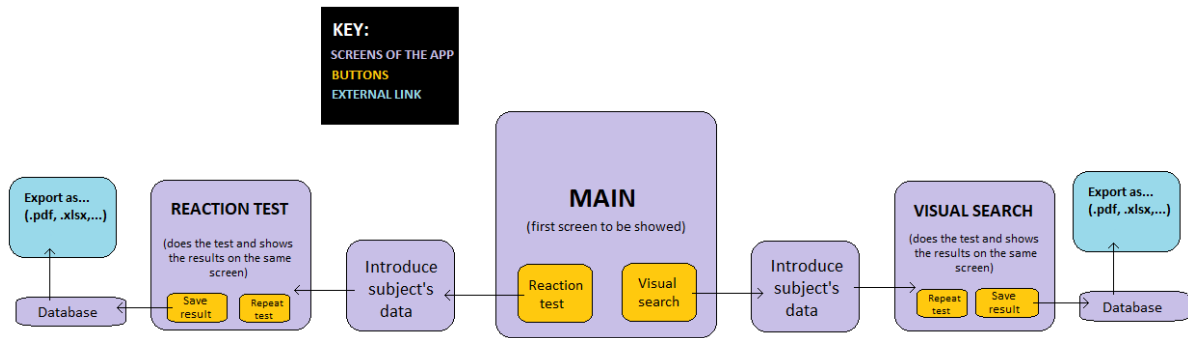 KEY:
SCREENS OF THE APP
BUTTONS
EXTERNAL LINK
Export as...
(.pdf, .xlsx,...)
Database
REACTION TEST
(does the test and shows
the results on the same
screen)
Save
result
Repeat
test
Introduce
subject's
data
MAIN
(first screen to be showed)
Reaction
test
Visual
search
Introduce
subject's
data
VISUAL SEARCH
(does the test and shows
the results on the same
screen)
Repeat
test
Save
result
Export as...
(.pdf, .xlsx,...)
Database